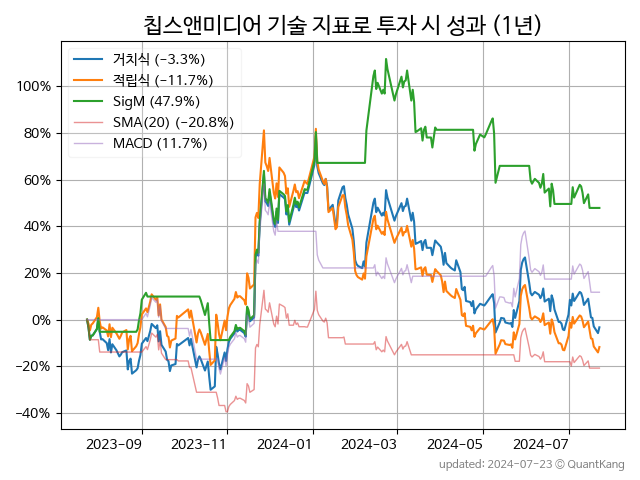 칩스앤미디어 기술 지표로 투자 시 성과 (1년)
거치식 (−3.3%)
적립식 (−11.7%)
SigM (47.9%)
SMA(20) (−20.8%)
MACD (11.7%)
100%
80%
60%
40%
20%
0%
−20%
−40%
2023−09
2023−11
2024−01
2024−03
2024−05
2024−07
updated: 2024-07-23 © QuantKang